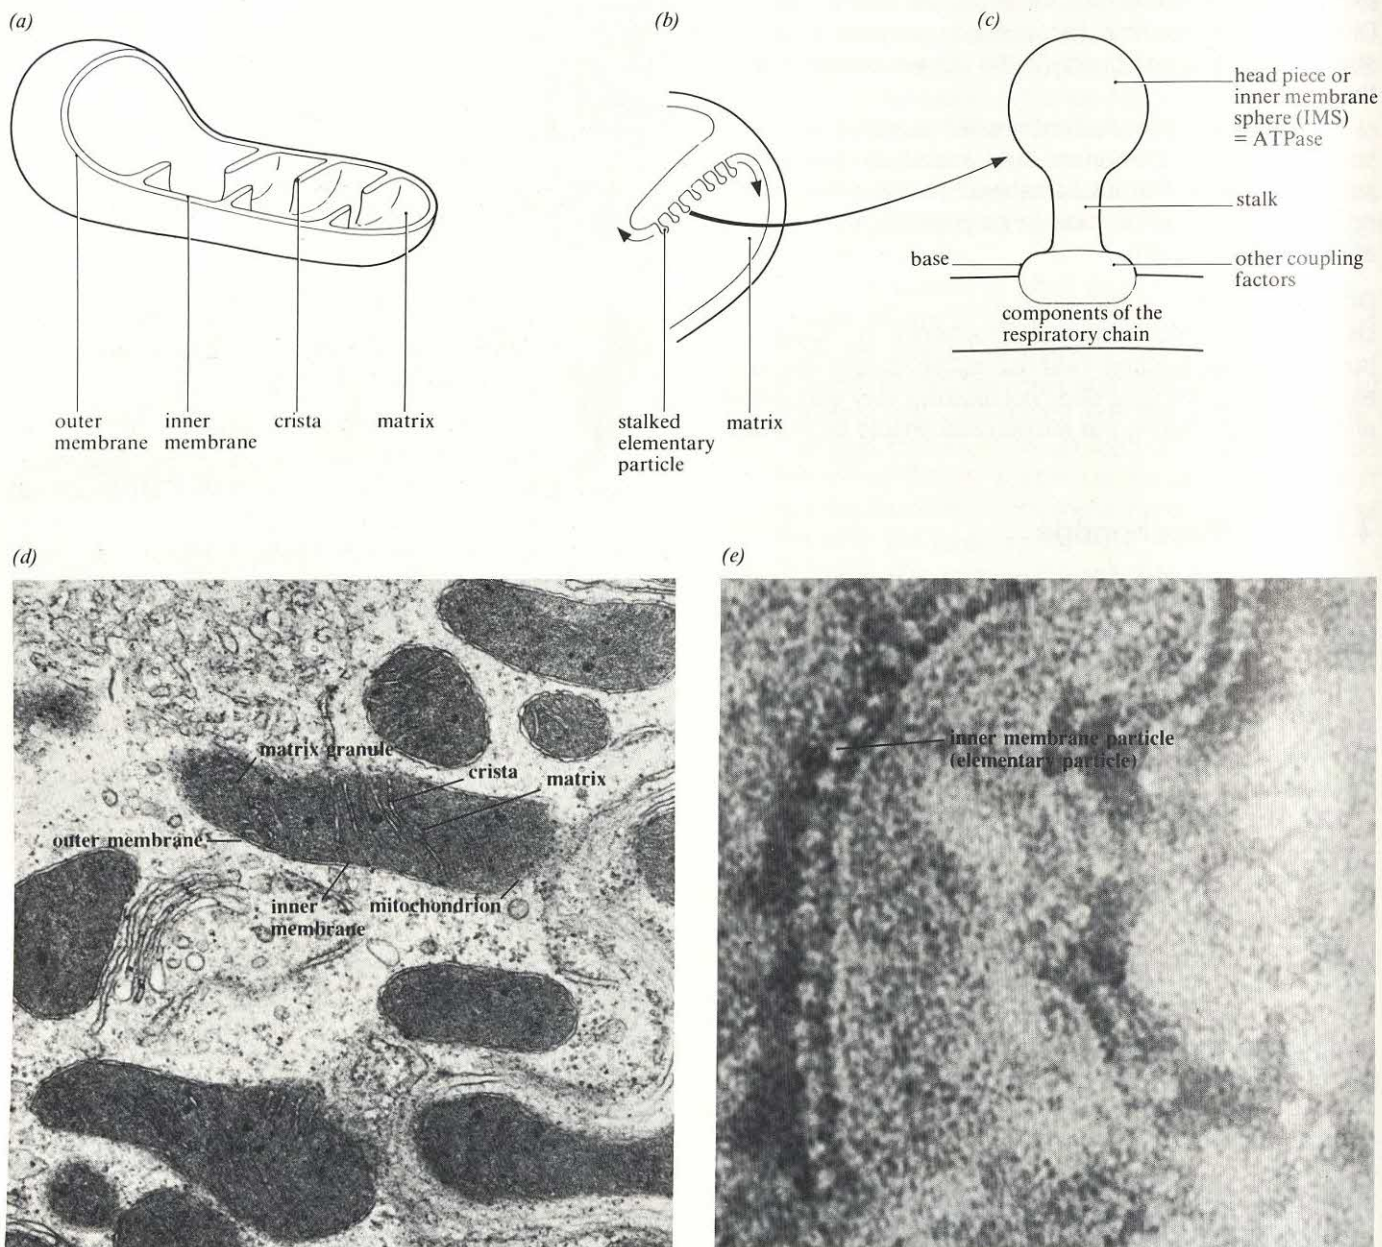 (a)
outer
membrane
inner
membrane
crista
matrix
(b)
stalked
elementary
particle
matrix
(c)
head piece or
inner membrane
sphere (IMS)
= ATPase
stalk
base
other coupling
factors
components of the
respiratory chain
(d)
matrix granule
crista
matrix
outer membrane
inner
membrane
mitochondrion
(e)
inner membrane particle
(elementary particle)